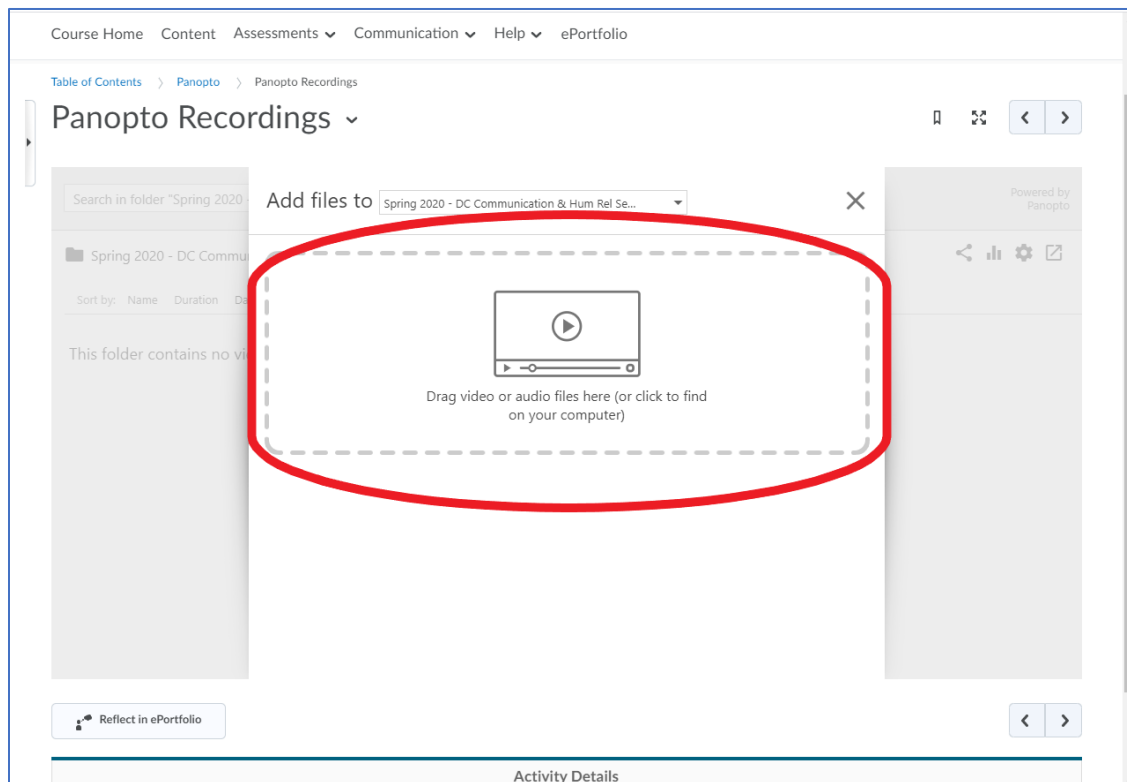 Course Home Content Assessments Communication Help ePortfolio
Table of Contents Panopto Panopto Recordings
Panopto Recordings
Search in folder "Spring 2020 -
Add files to Spring 2020 - DC Communication & Hum Rel Se...
Powered by
Panopto
Spring 2020 - DC Commu
Sort by: Name Duration Da
This folder contains no vi
Drag video or audio files here (or click to find
on your computer)
Reflect in ePortfolio
Activity Details